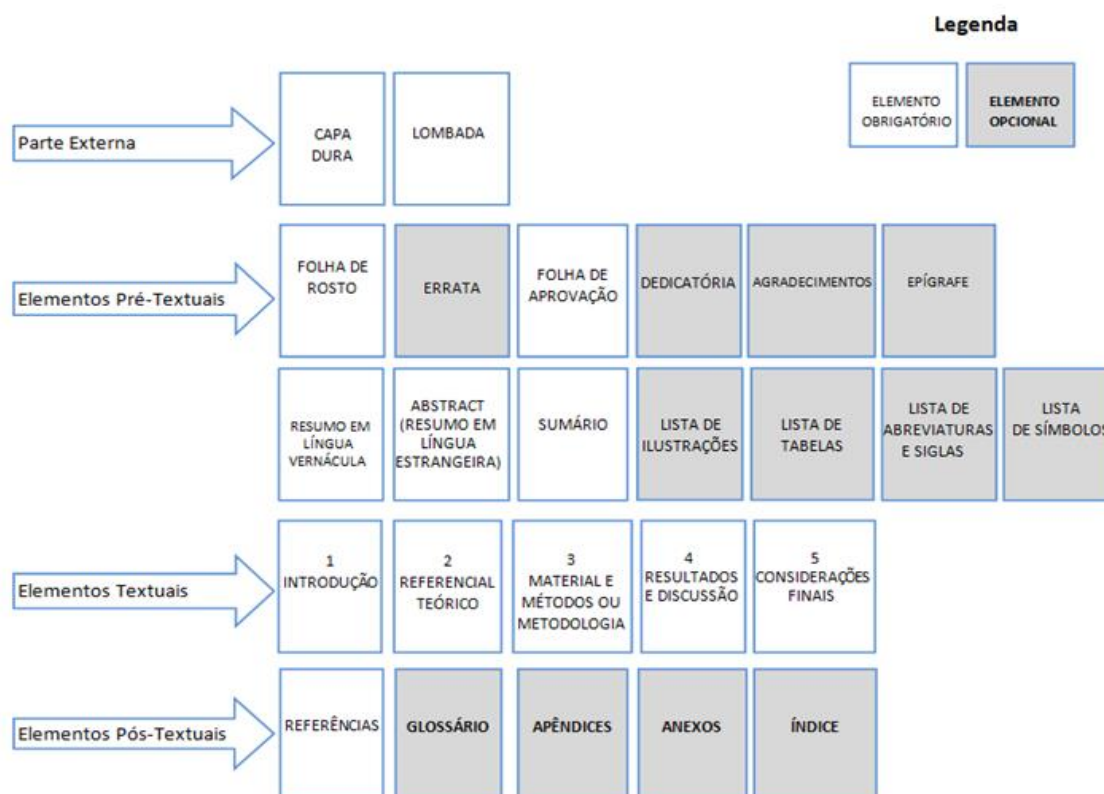 Legenda
ELEMENTO
OBRIGATÓRIO
ELEMENTO
OPCIONAL
Parte Externa
CAPA
DURA
LOMBADA
Elementos Pré-Textuais
FOLHA DE
ROSTO
ERRATA
FOLHA DE
APROVAÇÃO
DEDICATÓRIA
AGRADECIMENTOS
EPÍGRAFE
RESUMO EM
LÍNGUA
VERNÁCULA
ABSTRACT
(RESUMO EM
LÍNGUA
ESTRANGEIRA)
SUMÁRIO
LISTA DE
ILUSTRAÇÕES
LISTA DE
TABELAS
LISTA DE
ABREVIATURAS
E SIGLAS
LISTA
DE SÍMBOLOS
Elementos Textuais
1
INTRODUÇÃO
2
REFERENCIAL
TEÓRICO
3
MATERIAL E
MÉTODOS OU
METODOLOGIA
4
RESULTADOS
E DISCUSSÃO
5
CONSIDERAÇÕES
FINAIS
Elementos Pós-Textuais
REFERÊNCIAS
GLOSSÁRIO
APÊNDICES
ANEXOS
ÍNDICE